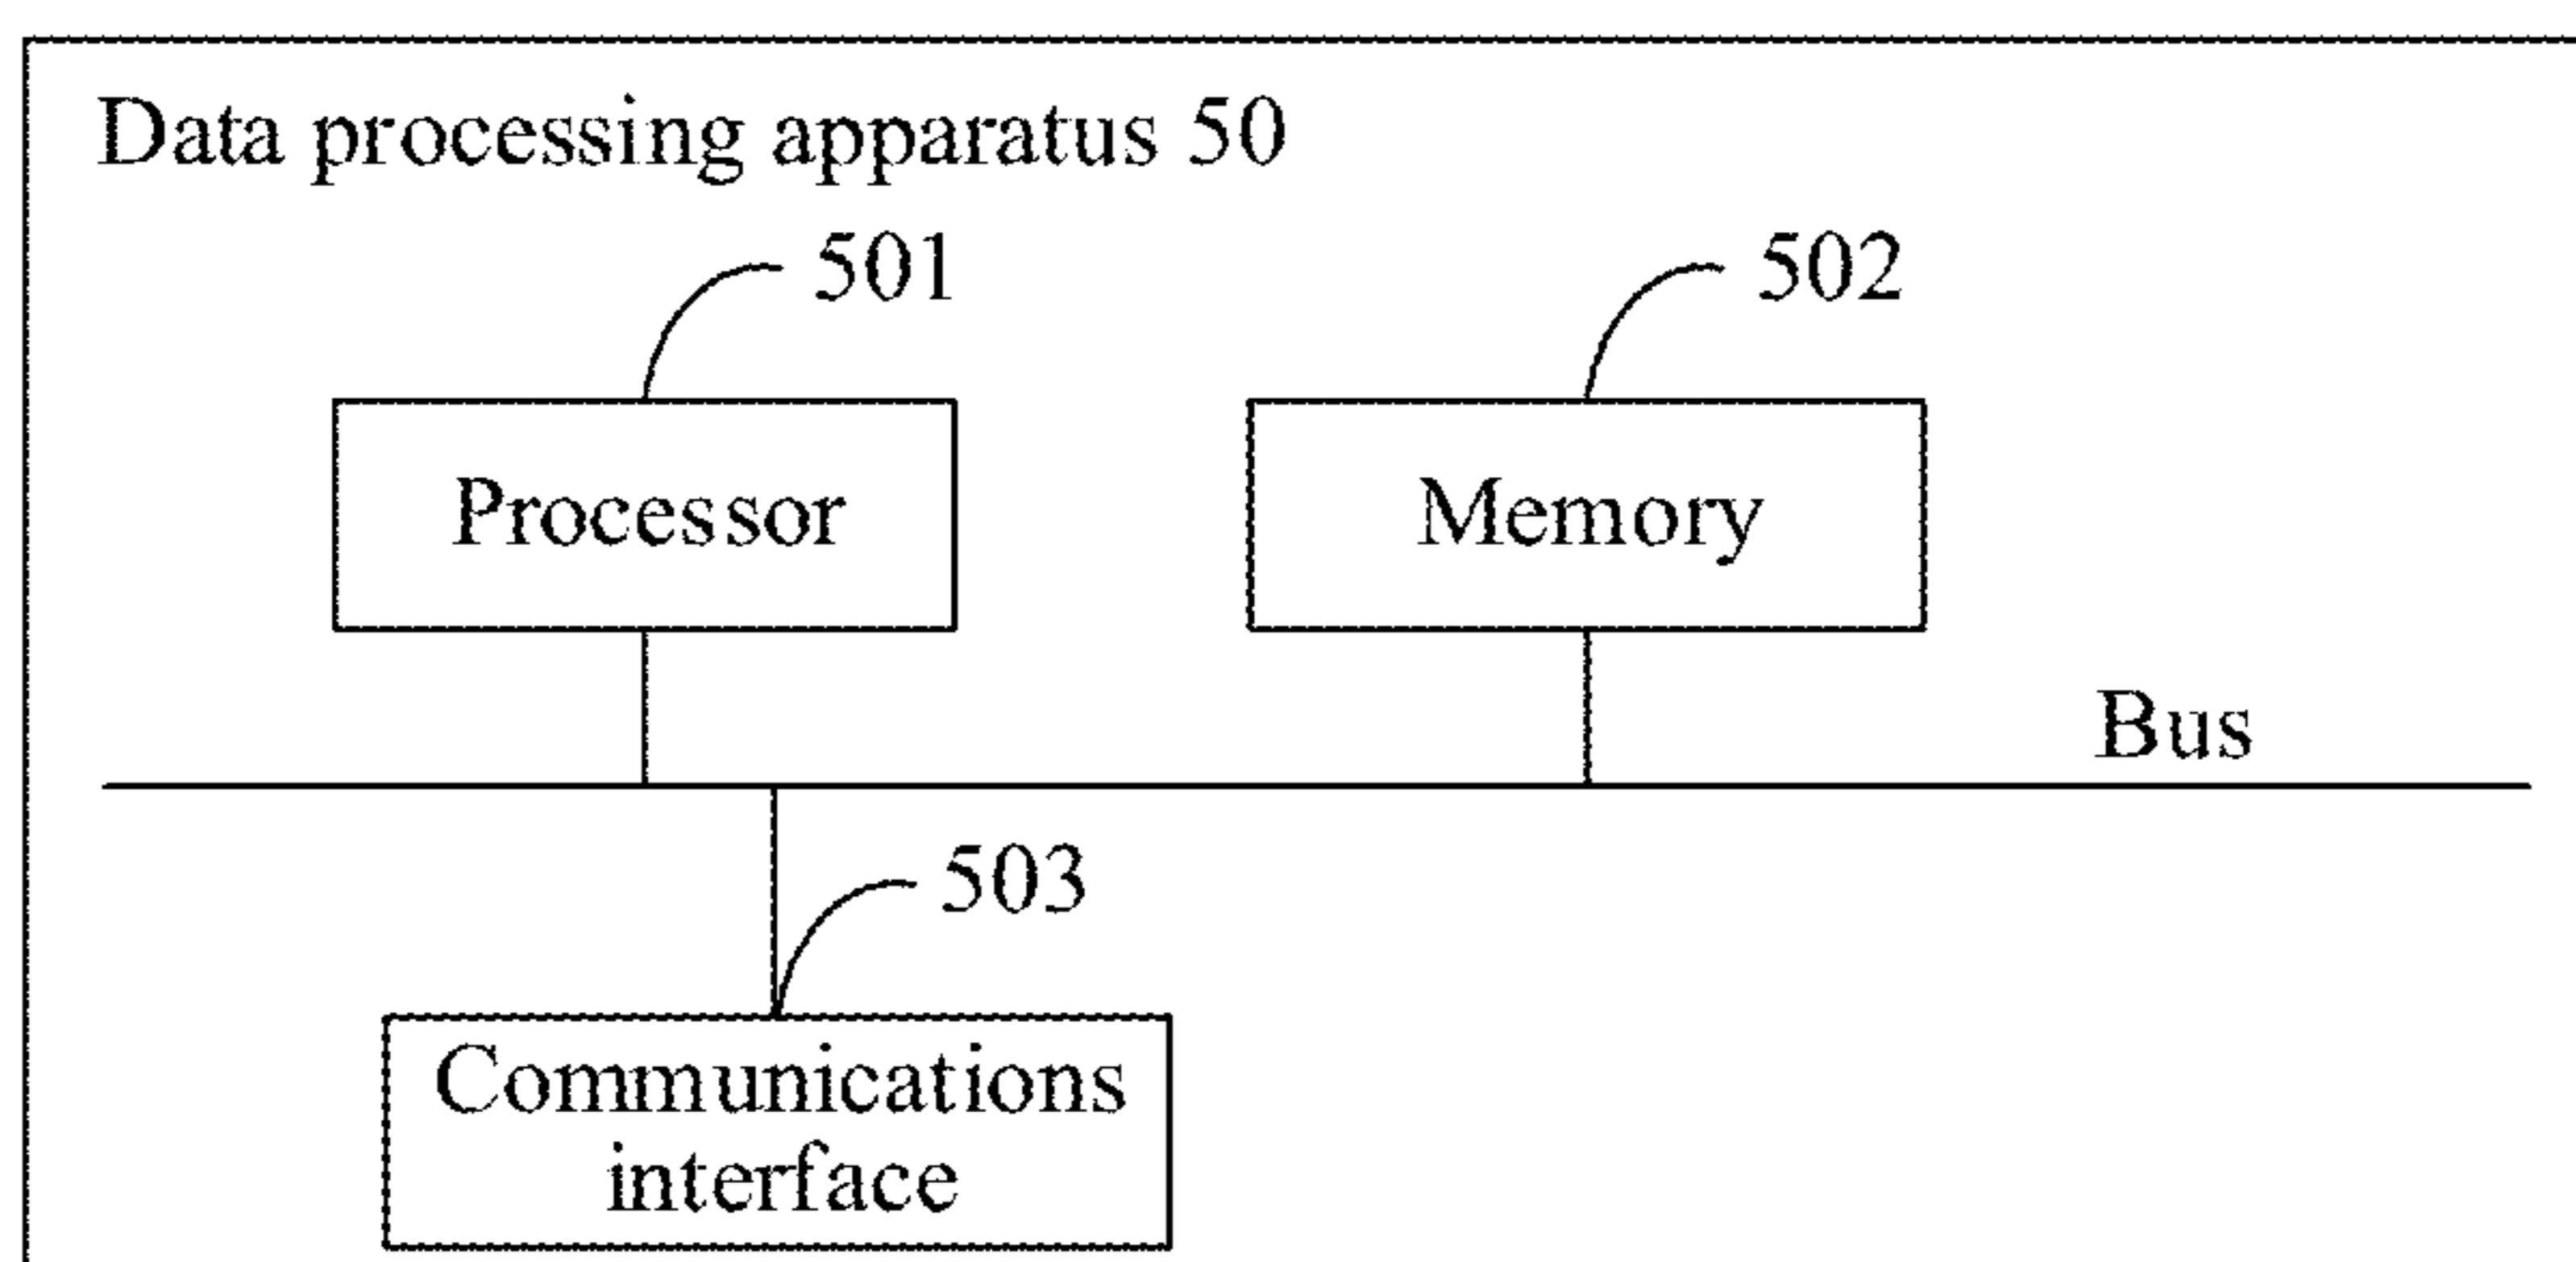 Data processing apparatus 50
501
502
Processor
Memory
Bus
503
Communications
interface